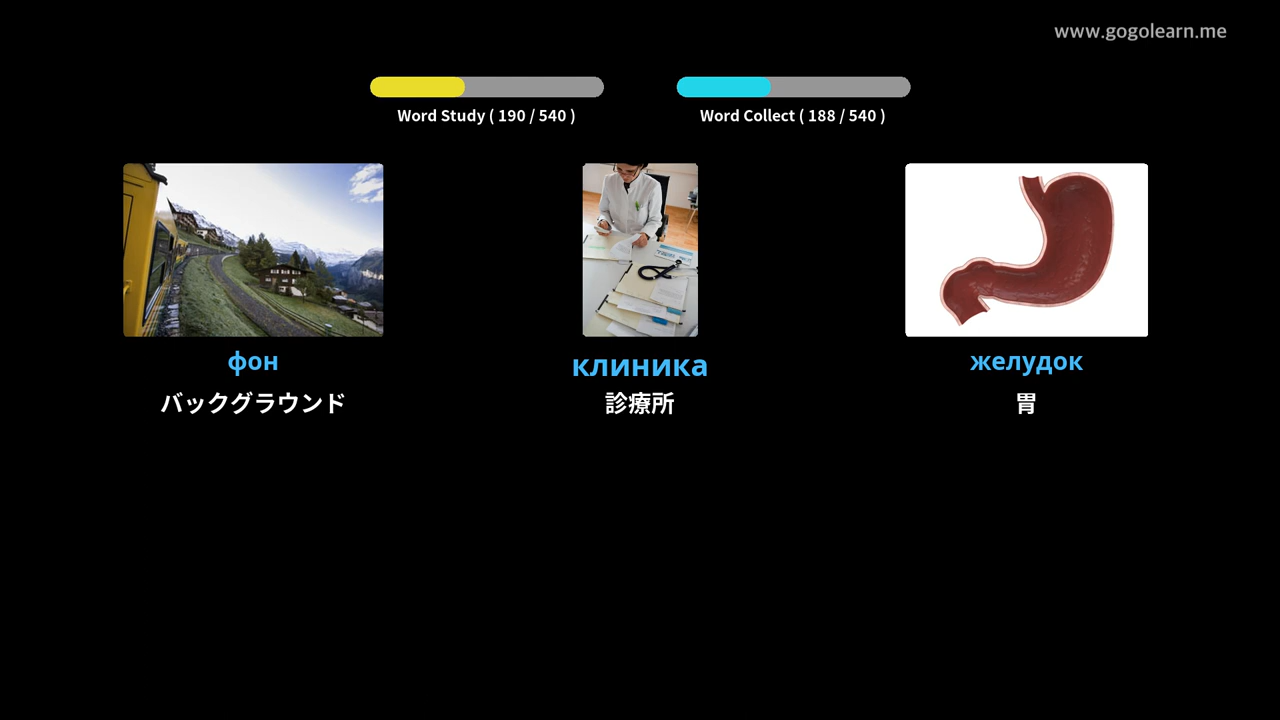 www.gogolearn.me
Word Study ( 190 / 540 )
Word Collect ( 188 / 540 )
фон
клиника
желудок
バックグラウンド
診療所
胃